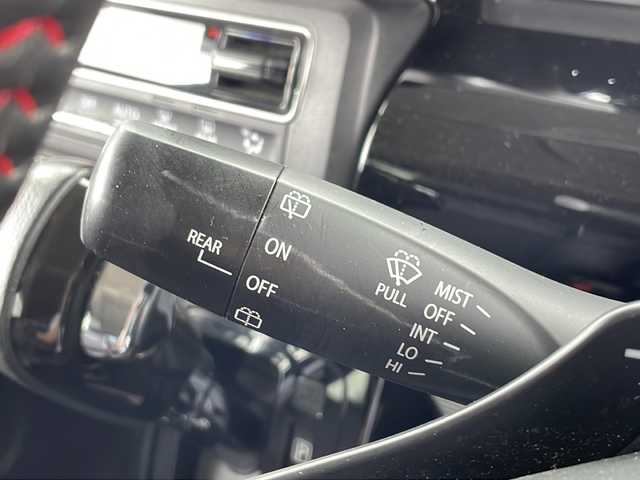 REAR
ON
OFF
PULL
MIST
OFF
INT
LO
HI